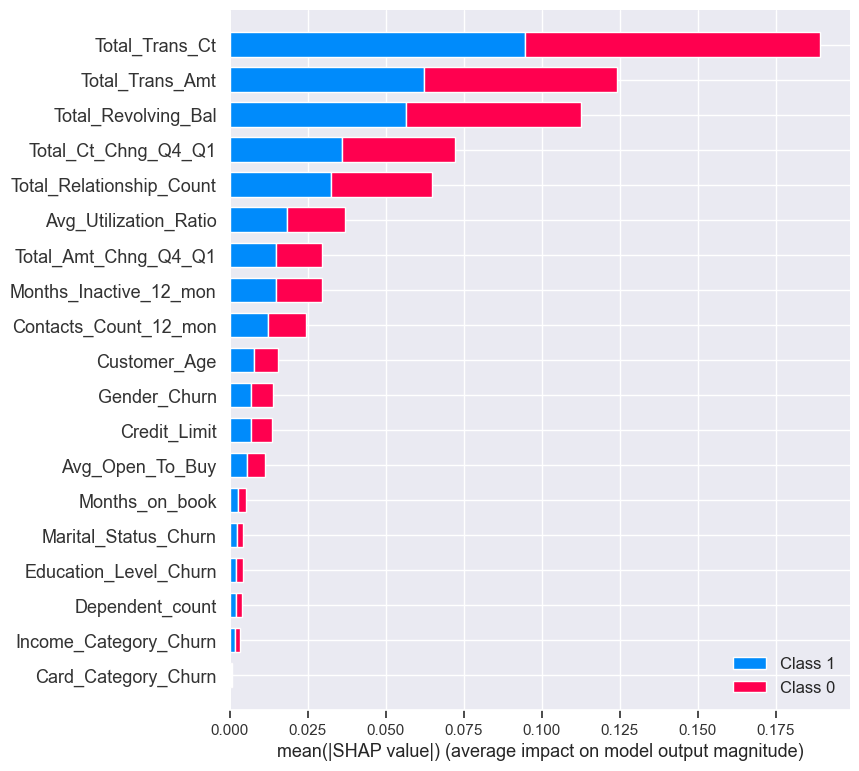 Total_Trans_Ct
Total_Trans_Amt
Total_Revolving_Bal
Total_Ct_Chng_Q4_Q1
Total_Relationship_Count
Avg_Utilization_Ratio
Total_Amt_Chng_Q4_Q1
Months_Inactive_12_mon
Contacts_Count_12_mon
Customer_Age
Gender_Churn
Credit_Limit
Avg_Open_To_Buy
Months_on_book
Marital_Status_Churn
Education_Level_Churn
Dependent_count
Income_Category_Churn
Card_Category_Churn
Class 1
Class 0
0.000 0.025 0.050 0.075 0.100 0.125 0.150 0.175
mean(|SHAP value|) (average impact on model output magnitude)